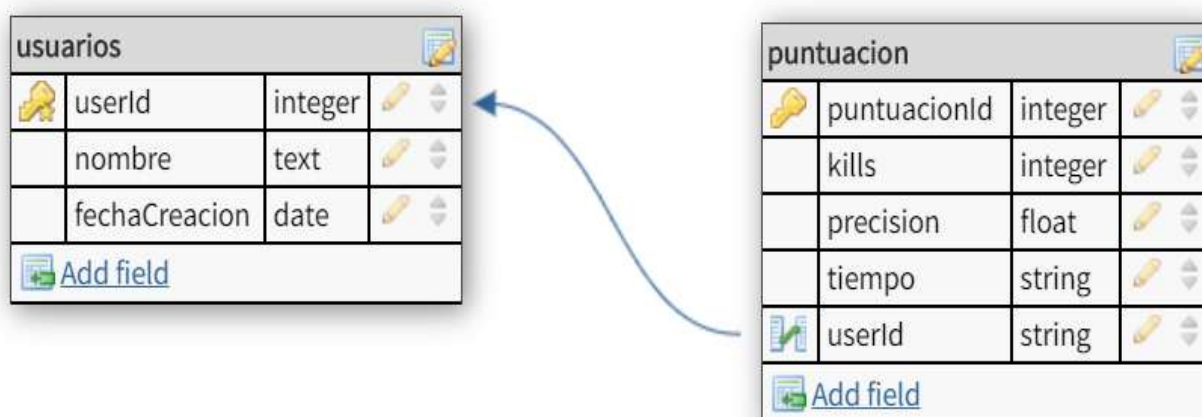 usuarios
userId integer
nombre text
fechaCreacion date
Add field
puntuacion
puntuacionId integer
kills integer
precision float
tiempo string
userId string
Add field